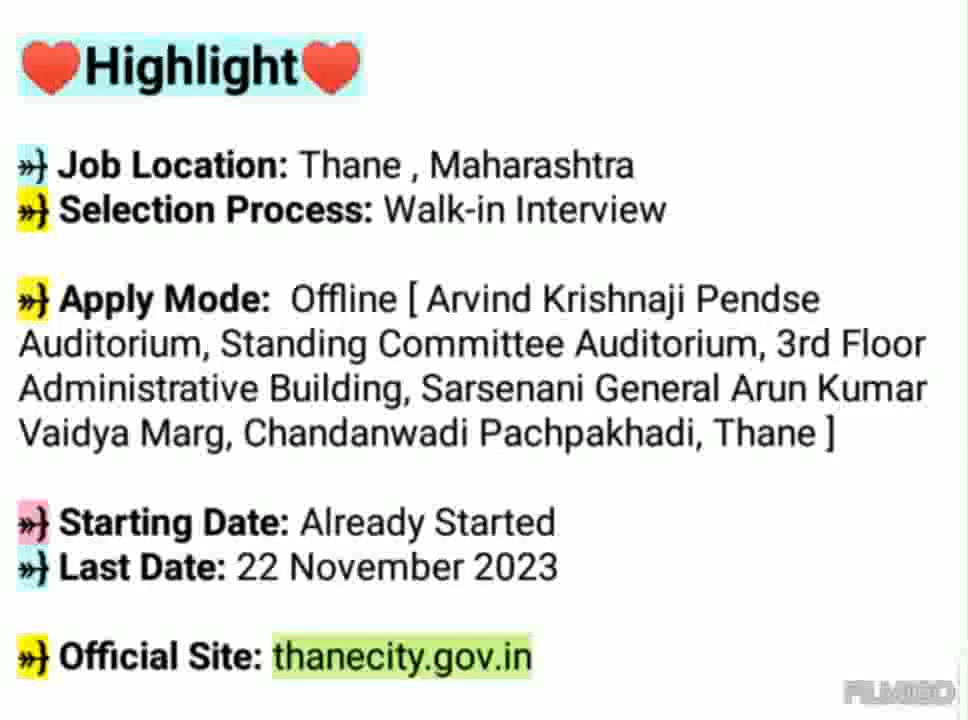 ♥️Highlight♥️
»} Job Location: Thane , Maharashtra
»} Selection Process: Walk-in Interview
»} Apply Mode: Offline [ Arvind Krishnaji Pendse
Auditorium, Standing Committee Auditorium, 3rd Floor
Administrative Building, Sarsenani General Arun Kumar
Vaidya Marg, Chandanwadi Pachpakhadi, Thane ]
»} Starting Date: Already Started
»} Last Date: 22 November 2023
»} Official Site: thanecity.gov.in
FILMIGO